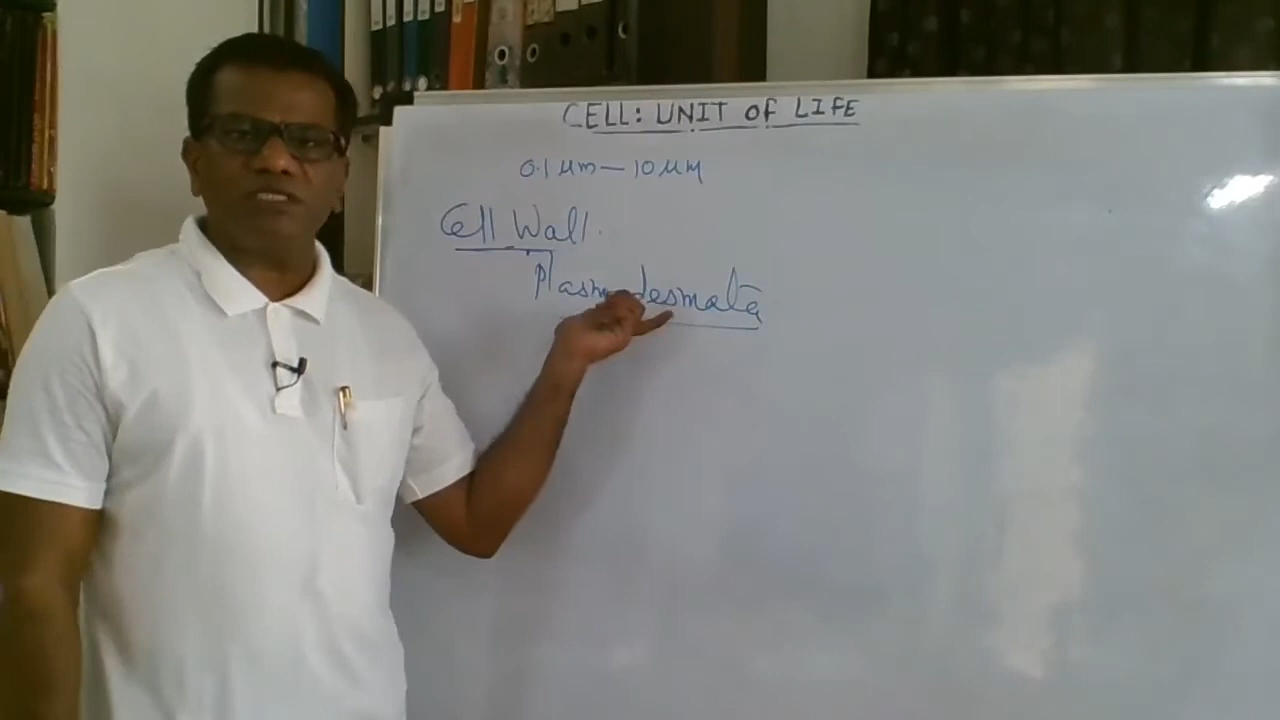 CELL: UNIT OF LIFE
0.1 μm — 10 μm
Cell Wall
Plasmodesmata